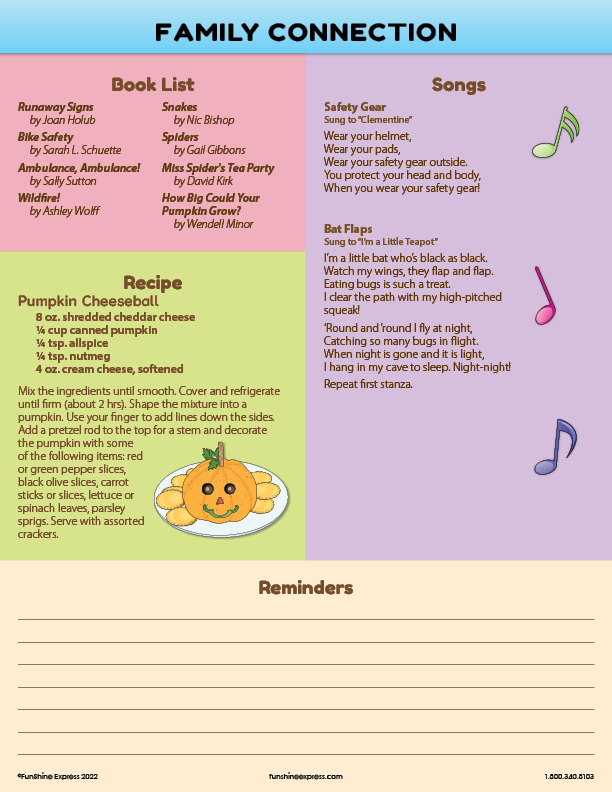 FAMILY CONNECTION
Book List
Runaway Signs
by Joan Holub
Bike Safety
by Sarah L. Schuette
Ambulance, Ambulance!
by Sally Sutton
Wildfire!
by Ashley Wolff
Snakes
by Nic Bishop
Spiders
by Gail Gibbons
Miss Spider's Tea Party
by David Kirk
How Big Could Your
Pumpkin Grow?
by Wendell Minor
Recipe
Pumpkin Cheeseball
8 oz. shredded cheddar cheese
¼ cup canned pumpkin
¼ tsp. allspice
¼ tsp. nutmeg
4 oz. cream cheese, softened
Mix the ingredients until smooth. Cover and refrigerate
until firm (about 2 hrs). Shape the mixture into a
pumpkin. Use your finger to add lines down the sides.
Add a pretzel rod to the top for a stem and decorate
the pumpkin with some
of the following items: red
or green pepper slices,
black olive slices, carrot
sticks or slices, lettuce or
spinach leaves, parsley
sprigs. Serve with assorted
crackers.
Songs
Safety Gear
Sung to “Clementine”
Wear your helmet,
Wear your pads,
Wear your safety gear outside.
You protect your head and body,
When you wear your safety gear!
Bat Flaps
Sung to “I’m a Little Teapot”
I’m a little bat who’s black as black.
Watch my wings, they flap and flap.
Eating bugs is such a treat.
I clear the path with my high-pitched
squeak!
’Round and ’round I fly at night,
Catching so many bugs in flight.
When night is gone and it is light,
I hang in my cave to sleep. Night-night!
Repeat first stanza.
Reminders
©FunShine Express 2022
funshineexpress.com
1.800.340.8103